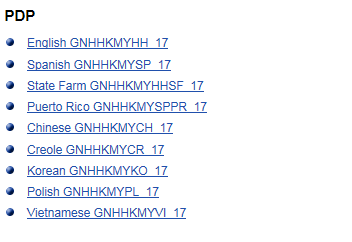 PDP
English GNHHKMYHH_17
Spanish GNHHKMYSP_17
State Farm GNHHKMYHHSF_17
Puerto Rico GNHHKMYSPPR_17
Chinese GNHHKMYCH_17
Creole GNHHKMYCR_17
Korean GNHHKMYKO_17
Polish GNHHKMYPL_17
Vietnamese GNHHKMYVI_17